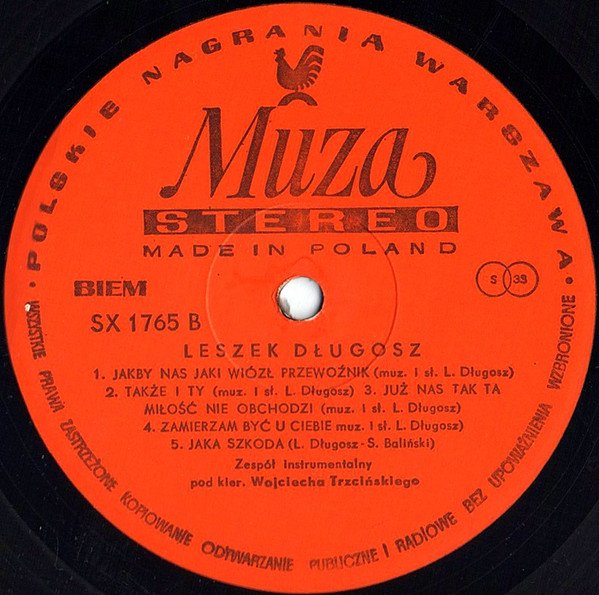 · POLSKIE NAGRANIA WARSZAWA ·
Muza
STEREO
MADE IN POLAND
BIEM
S 33
SX 1765 B
LESZEK DŁUGOSZ
1. JAKBY NAS JAKI WIÓZŁ PRZEWOŹNIK (muz. i sł. L. Długosz)
2. TAKŻE I TY (muz. i sł. L. Długosz) 3. JUŻ NAS TAK TA
MIŁOŚĆ NIE OBCHODZI (muz. i sł. L. Długosz)
4. ZAMIERZAM BYĆ U CIEBIE muz. i sł. L. Długosz)
5. JAKA SZKODA (L. Długosz-S. Baliński)
Zespół Instrumentalny
pod kier. Wojciecha Trzcińskiego
WSZYSTKIE PRAWA ZASTRZEŻONE KOPIOWANIE ODTWARZANIE PUBLICZNE I RADIOWE BEZ UPOWAŻNIENIA WZBRONIONE